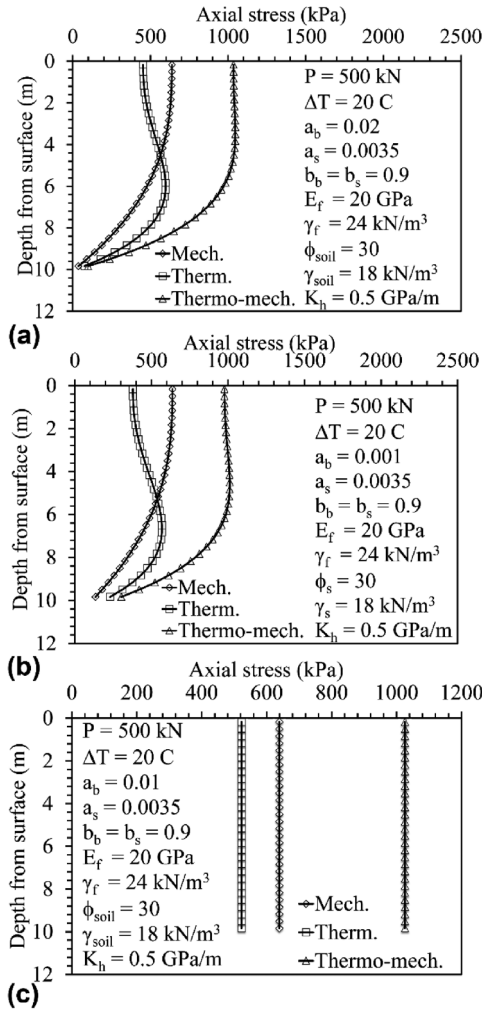 Axial stress (kPa)
0 500 1000 1500 2000 2500
Depth from surface (m)
0
2
4
6
8
10
12
P = 500 kN
ΔT = 20 C
a_b = 0.02
a_s = 0.0035
b_b = b_s = 0.9
E_f = 20 GPa
γ_f = 24 kN/m³
ϕ_soil = 30
γ_soil = 18 kN/m³
K_h = 0.5 GPa/m
Mech.
Therm.
Thermo-mech.
(a)
Axial stress (kPa)
0 500 1000 1500 2000 2500
Depth from surface (m)
0
2
4
6
8
10
12
P = 500 kN
ΔT = 20 C
a_b = 0.001
a_s = 0.0035
b_b = b_s = 0.9
E_f = 20 GPa
γ_f = 24 kN/m³
ϕ_s = 30
γ_s = 18 kN/m³
K_h = 0.5 GPa/m
Mech.
Therm.
Thermo-mech.
(b)
Axial stress (kPa)
0 200 400 600 800 1000 1200
Depth from surface (m)
0
2
4
6
8
10
12
P = 500 kN
ΔT = 20 C
a_b = 0.01
a_s = 0.0035
b_b = b_s = 0.9
E_f = 20 GPa
γ_f = 24 kN/m³
ϕ_soil = 30
γ_soil = 18 kN/m³
K_h = 0.5 GPa/m
Mech.
Therm.
Thermo-mech.
(c)